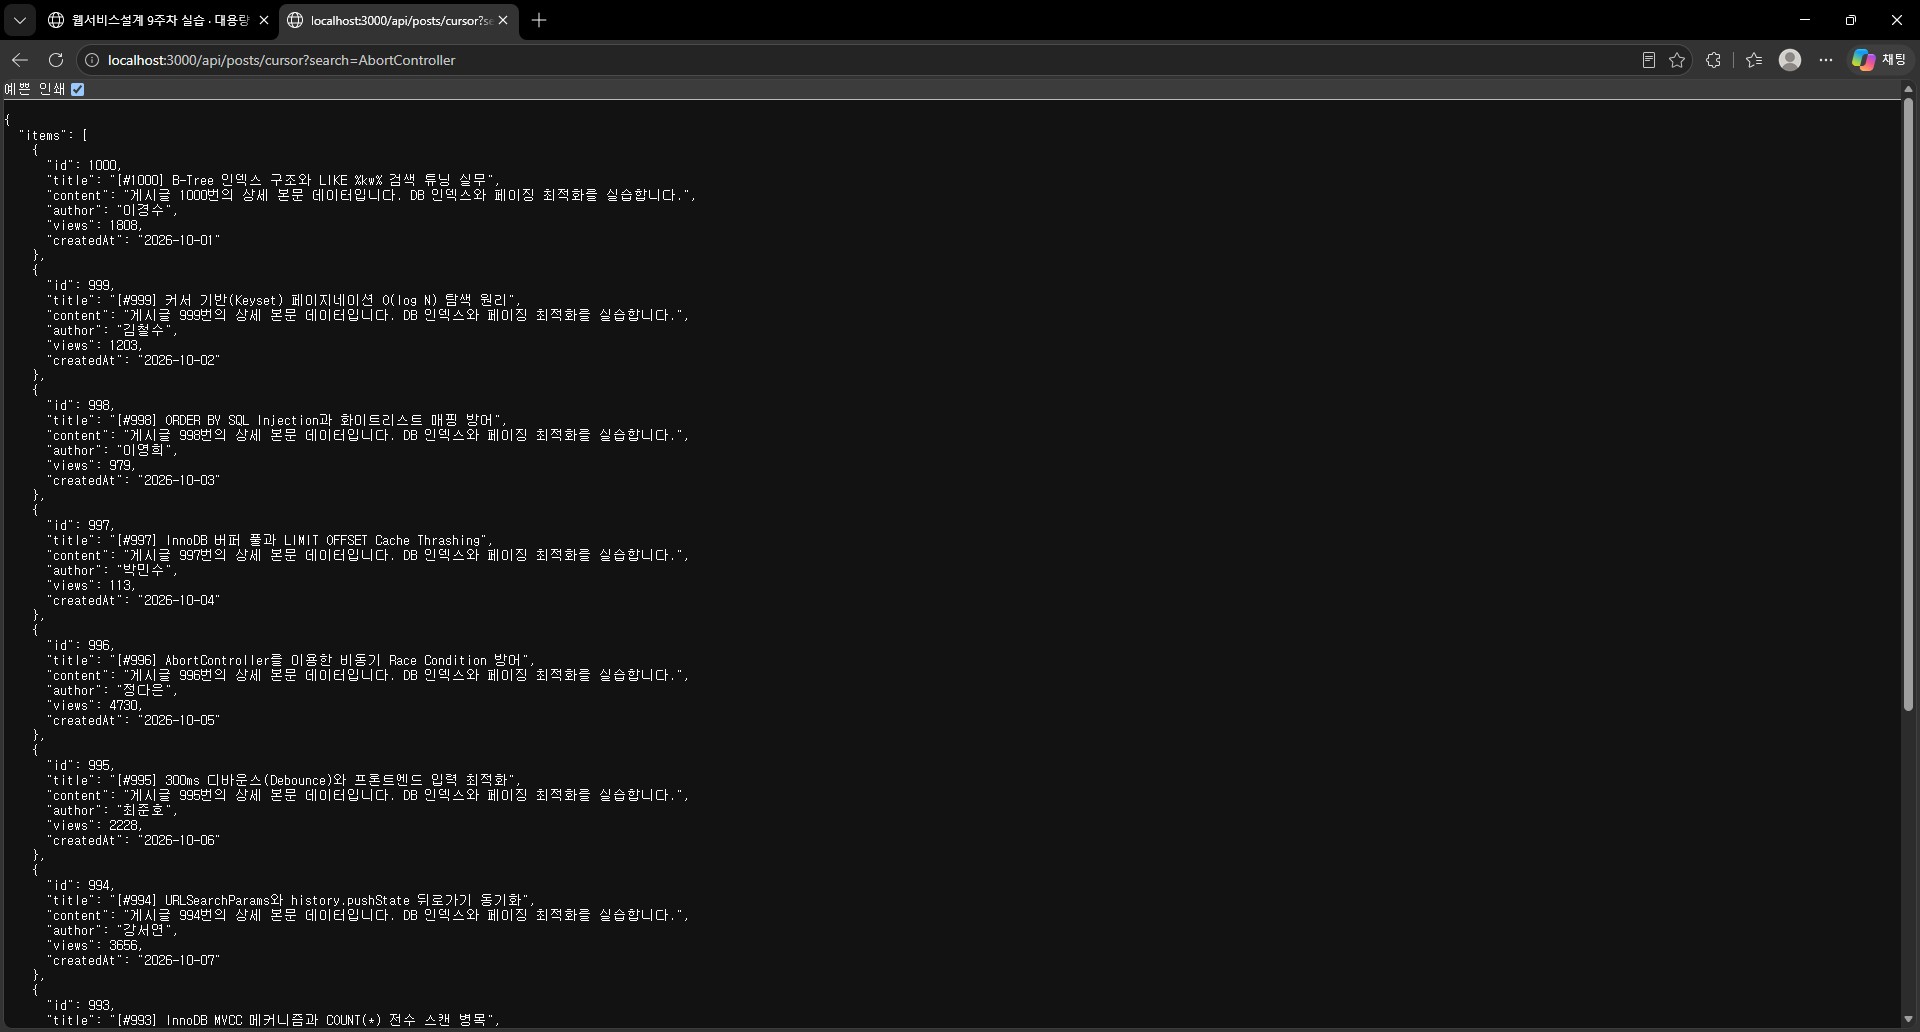 웹서비스설계 9주차 실습 · 대용량
localhost:3000/api/posts/cursor?se
localhost:3000/api/posts/cursor?search=AbortController
채팅
예쁜 인쇄
{
"items": [
{
"id": 1000,
"title": "[#1000] B-Tree 인덱스 구조와 LIKE %kw% 검색 튜닝 실무",
"content": "게시글 1000번의 상세 본문 데이터입니다. DB 인덱스와 페이징 최적화를 실습합니다.",
"author": "이경수",
"views": 1808,
"createdAt": "2026-10-01"
},
{
"id": 999,
"title": "[#999] 커서 기반(Keyset) 페이지네이션 O(log N) 탐색 원리",
"content": "게시글 999번의 상세 본문 데이터입니다. DB 인덱스와 페이징 최적화를 실습합니다.",
"author": "김철수",
"views": 1203,
"createdAt": "2026-10-02"
},
{
"id": 998,
"title": "[#998] ORDER BY SQL Injection과 화이트리스트 매핑 방어",
"content": "게시글 998번의 상세 본문 데이터입니다. DB 인덱스와 페이징 최적화를 실습합니다.",
"author": "이영희",
"views": 979,
"createdAt": "2026-10-03"
},
{
"id": 997,
"title": "[#997] InnoDB 버퍼 풀과 LIMIT OFFSET Cache Thrashing",
"content": "게시글 997번의 상세 본문 데이터입니다. DB 인덱스와 페이징 최적화를 실습합니다.",
"author": "박민수",
"views": 113,
"createdAt": "2026-10-04"
},
{
"id": 996,
"title": "[#996] AbortController를 이용한 비동기 Race Condition 방어",
"content": "게시글 996번의 상세 본문 데이터입니다. DB 인덱스와 페이징 최적화를 실습합니다.",
"author": "정다은",
"views": 4730,
"createdAt": "2026-10-05"
},
{
"id": 995,
"title": "[#995] 300ms 디바운스(Debounce)와 프론트엔드 입력 최적화",
"content": "게시글 995번의 상세 본문 데이터입니다. DB 인덱스와 페이징 최적화를 실습합니다.",
"author": "최준호",
"views": 2228,
"createdAt": "2026-10-06"
},
{
"id": 994,
"title": "[#994] URLSearchParams와 history.pushState 뒤로가기 동기화",
"content": "게시글 994번의 상세 본문 데이터입니다. DB 인덱스와 페이징 최적화를 실습합니다.",
"author": "강서연",
"views": 3656,
"createdAt": "2026-10-07"
},
{
"id": 993,
"title": "[#993] InnoDB MVCC 메커니즘과 COUNT(*) 전수 스캔 병목",